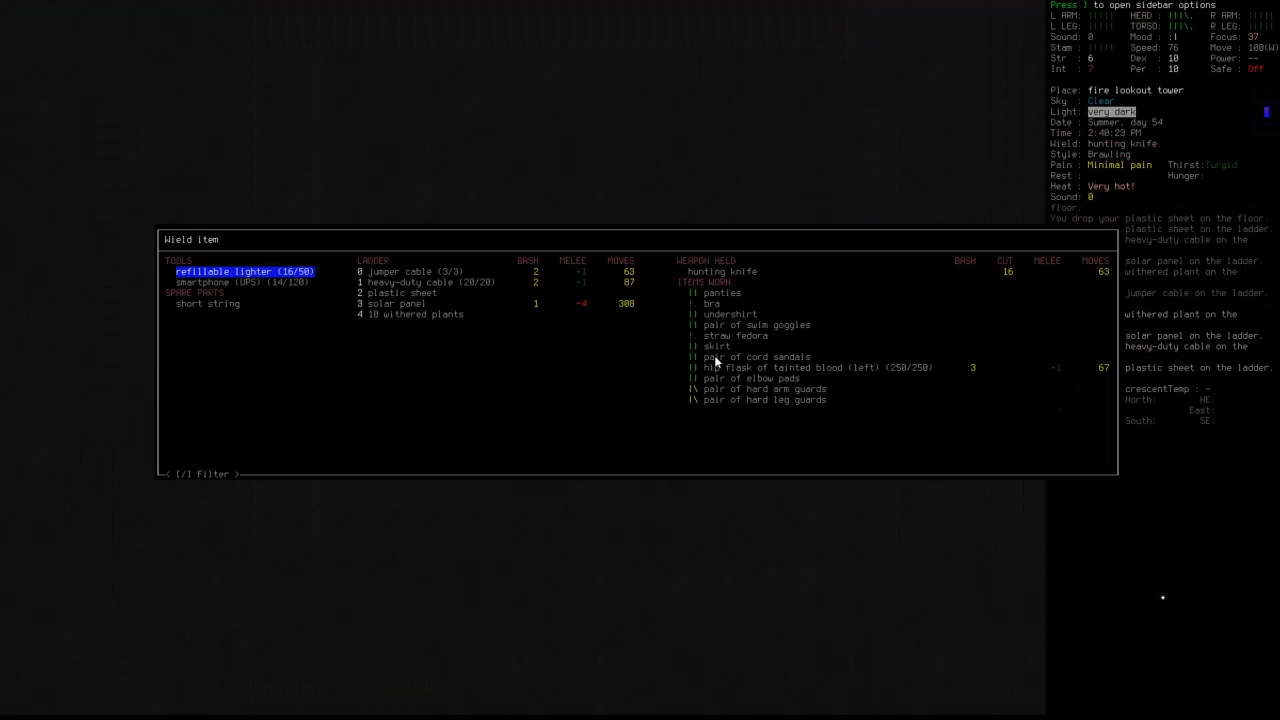 Press } to open sidebar options
L ARM: ||||| HEAD : |||\. R ARM: |||||
L LEG: ||||| TORSO: |||\. R LEG: |||||
Sound: 0 Mood : :| Focus: 37
Stam : ||||| Speed: 76 Move : 100(W)
Str : 6 Dex : 10 Power: --
Int : 7 Per : 10 Safe : Off
Place: fire lookout tower
Sky : Clear
Light: very dark
Date : Summer, day 54
Time : 2:40:23 PM
Wield: hunting knife
Style: Brawling
Pain : Minimal pain Thirst: Turgid
Rest : Hunger:
Heat : Very hot!
Sound: 0
floor.
You drop your plastic sheet on the floor.
plastic sheet on the ladder.
heavy-duty cable on the
solar panel on the ladder.
withered plant on the
jumper cable on the ladder.
withered plant on the
solar panel on the ladder.
heavy-duty cable on the
plastic sheet on the ladder.
crescentTemp : -
North: NE:
East:
South: SE:
Wield item
TOOLS LADDER BASH MELEE MOVES WEAPON HELD BASH CUT MELEE MOVES
refillable lighter (16/50) 0 jumper cable (3/3) 2 +1 63 hunting knife 16 63
smartphone (UPS) (14/120) 1 heavy-duty cable (20/20) 2 +1 87 ITEMS WORN
SPARE PARTS 2 plastic sheet || panties
short string 3 solar panel 1 -4 308 |. bra
4 10 withered plants || undershirt
|| pair of swim goggles
|. straw fedora
|| skirt
|| pair of cord sandals
|| hip flask of tainted blood (left) (250/250) 3 +1 67
|| pair of elbow pads
|\ pair of hard arm guards
|\ pair of hard leg guards
< [/] Filter >